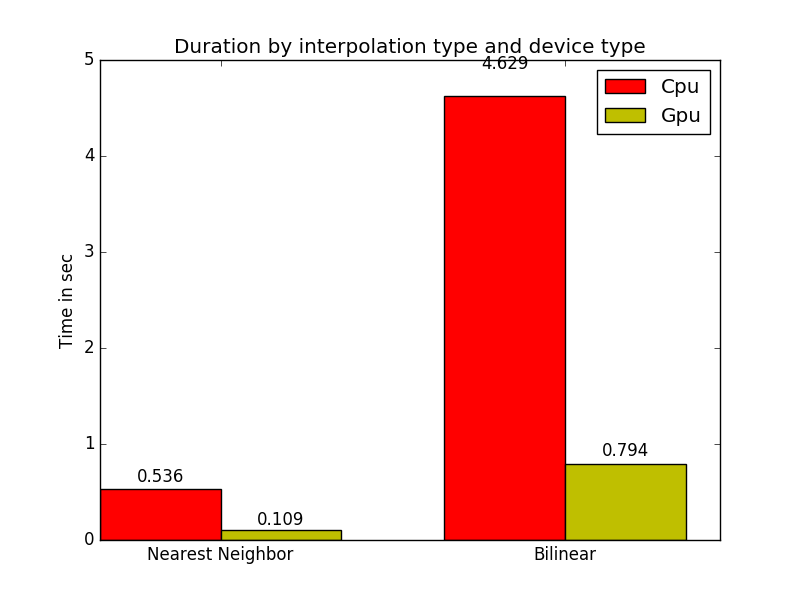 Duration by interpolation type and device type
4.629
Cpu
Gpu
5
4
3
2
1
0
Time in sec
0.536
0.109
0.794
Nearest Neighbor
Bilinear